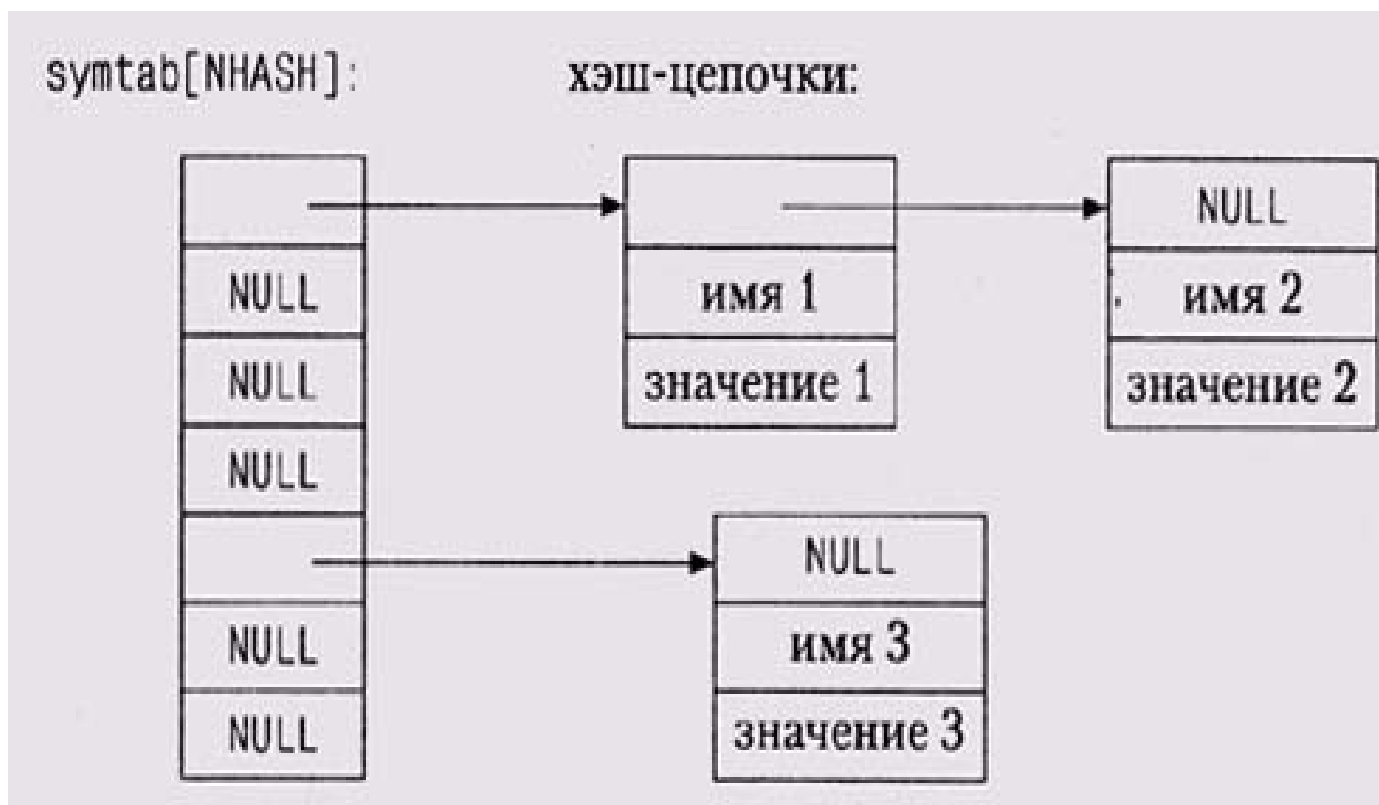 symtab[NHASH]:
хэш-цепочки:
NULL
NULL
NULL
NULL
NULL
имя 1
значение 1
NULL
имя 2
значение 2
NULL
имя 3
значение 3